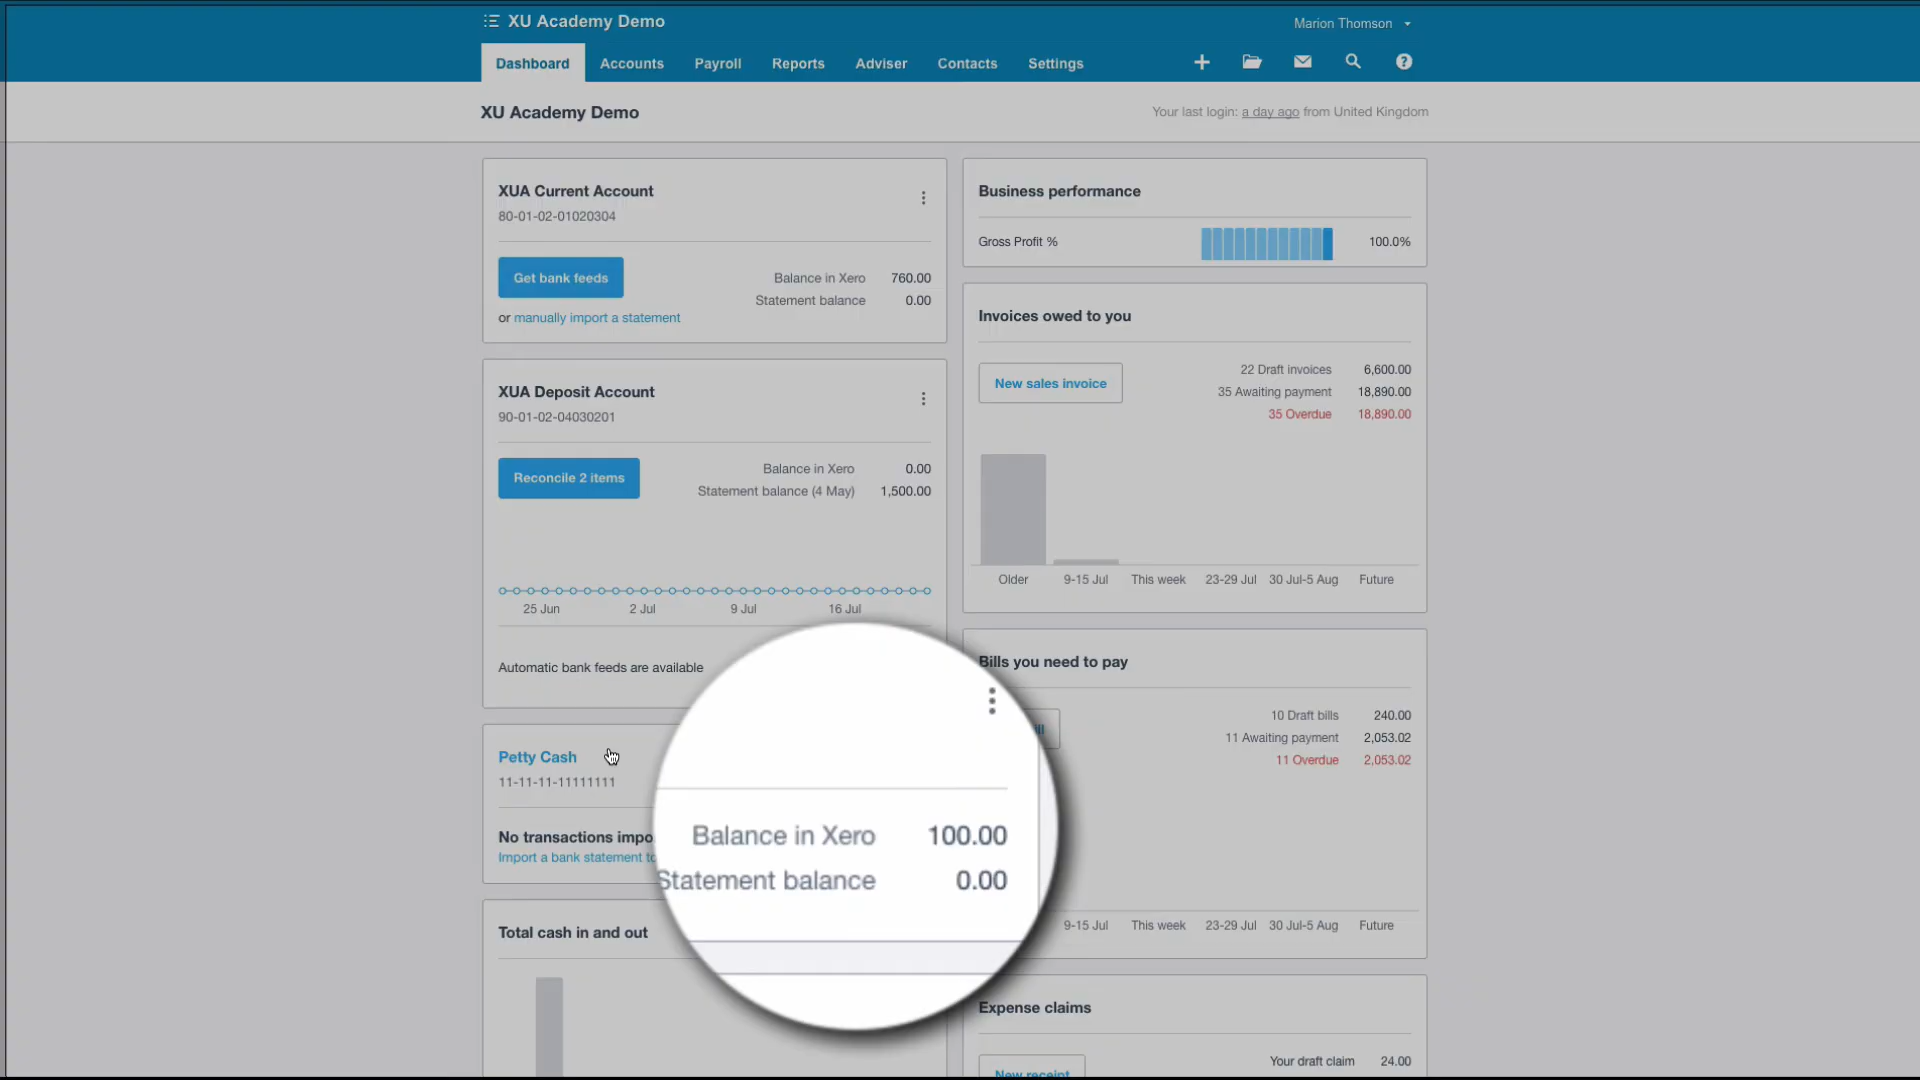 XU Academy Demo
Marion Thomson
Dashboard Accounts Payroll Reports Adviser Contacts Settings
XU Academy Demo
Your last login: a day ago from United Kingdom
XUA Current Account
80-01-02-01020304
Get bank feeds
or manually import a statement
Balance in Xero 760.00
Statement balance 0.00
XUA Deposit Account
90-01-02-04030201
Reconcile 2 items
Balance in Xero 0.00
Statement balance (4 May) 1,500.00
25 Jun 2 Jul 9 Jul 16 Jul
Automatic bank feeds are available
Petty Cash
11-11-11-11111111
No transactions
Import a bank statement
Balance in Xero 100.00
Statement balance 0.00
Total cash in and out
Business performance
Gross Profit % 100.0%
Invoices owed to you
New sales invoice
22 Draft invoices 6,600.00
35 Awaiting payment 18,890.00
35 Overdue 18,890.00
Older 9-15 Jul This week 23-29 Jul 30 Jul-5 Aug Future
Bills you need to pay
10 Draft bills 240.00
11 Awaiting payment 2,053.02
11 Overdue 2,053.02
9-15 Jul This week 23-29 Jul 30 Jul-5 Aug Future
Expense claims
New receipt
Your draft claim 24.00